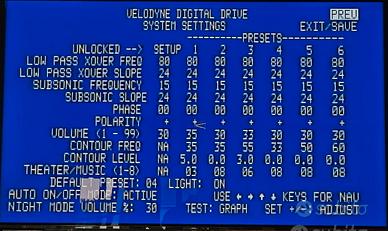 VELODYNE DIGITAL DRIVE PREV
SYSTEM SETTINGS EXIT/SAVE
---------PRESETS---------
UNLOCKED --> SETUP 1 2 3 4 5 6
LOW PASS XOVER FREQ 80 80 80 80 80 80 80
LOW PASS XOVER SLOPE 24 24 24 24 24 24 24
SUBSONIC FREQUENCY 15 15 15 15 15 15 15
SUBSONIC SLOPE 24 24 24 24 24 24 24
PHASE 00 00 00 00 00 00 00
POLARITY + + + + + + +
VOLUME (1 - 99) 30 35 30 33 30 30 30
CONTOUR FREQ NA 35 35 55 33 50 60
CONTOUR LEVEL NA 5.0 0.0 3.0 0.0 0.0 0.0
THEATER/MUSIC (1-8) NA 03 08 06 08 08 08
DEFAULT PRESET: 04 LIGHT: ON
AUTO ON/OFF MODE: ACTIVE USE ← → ↑ ↓ KEYS FOR NAV
NIGHT MODE VOLUME %: 30 TEST: GRAPH SET +/-: ADJUST
subito